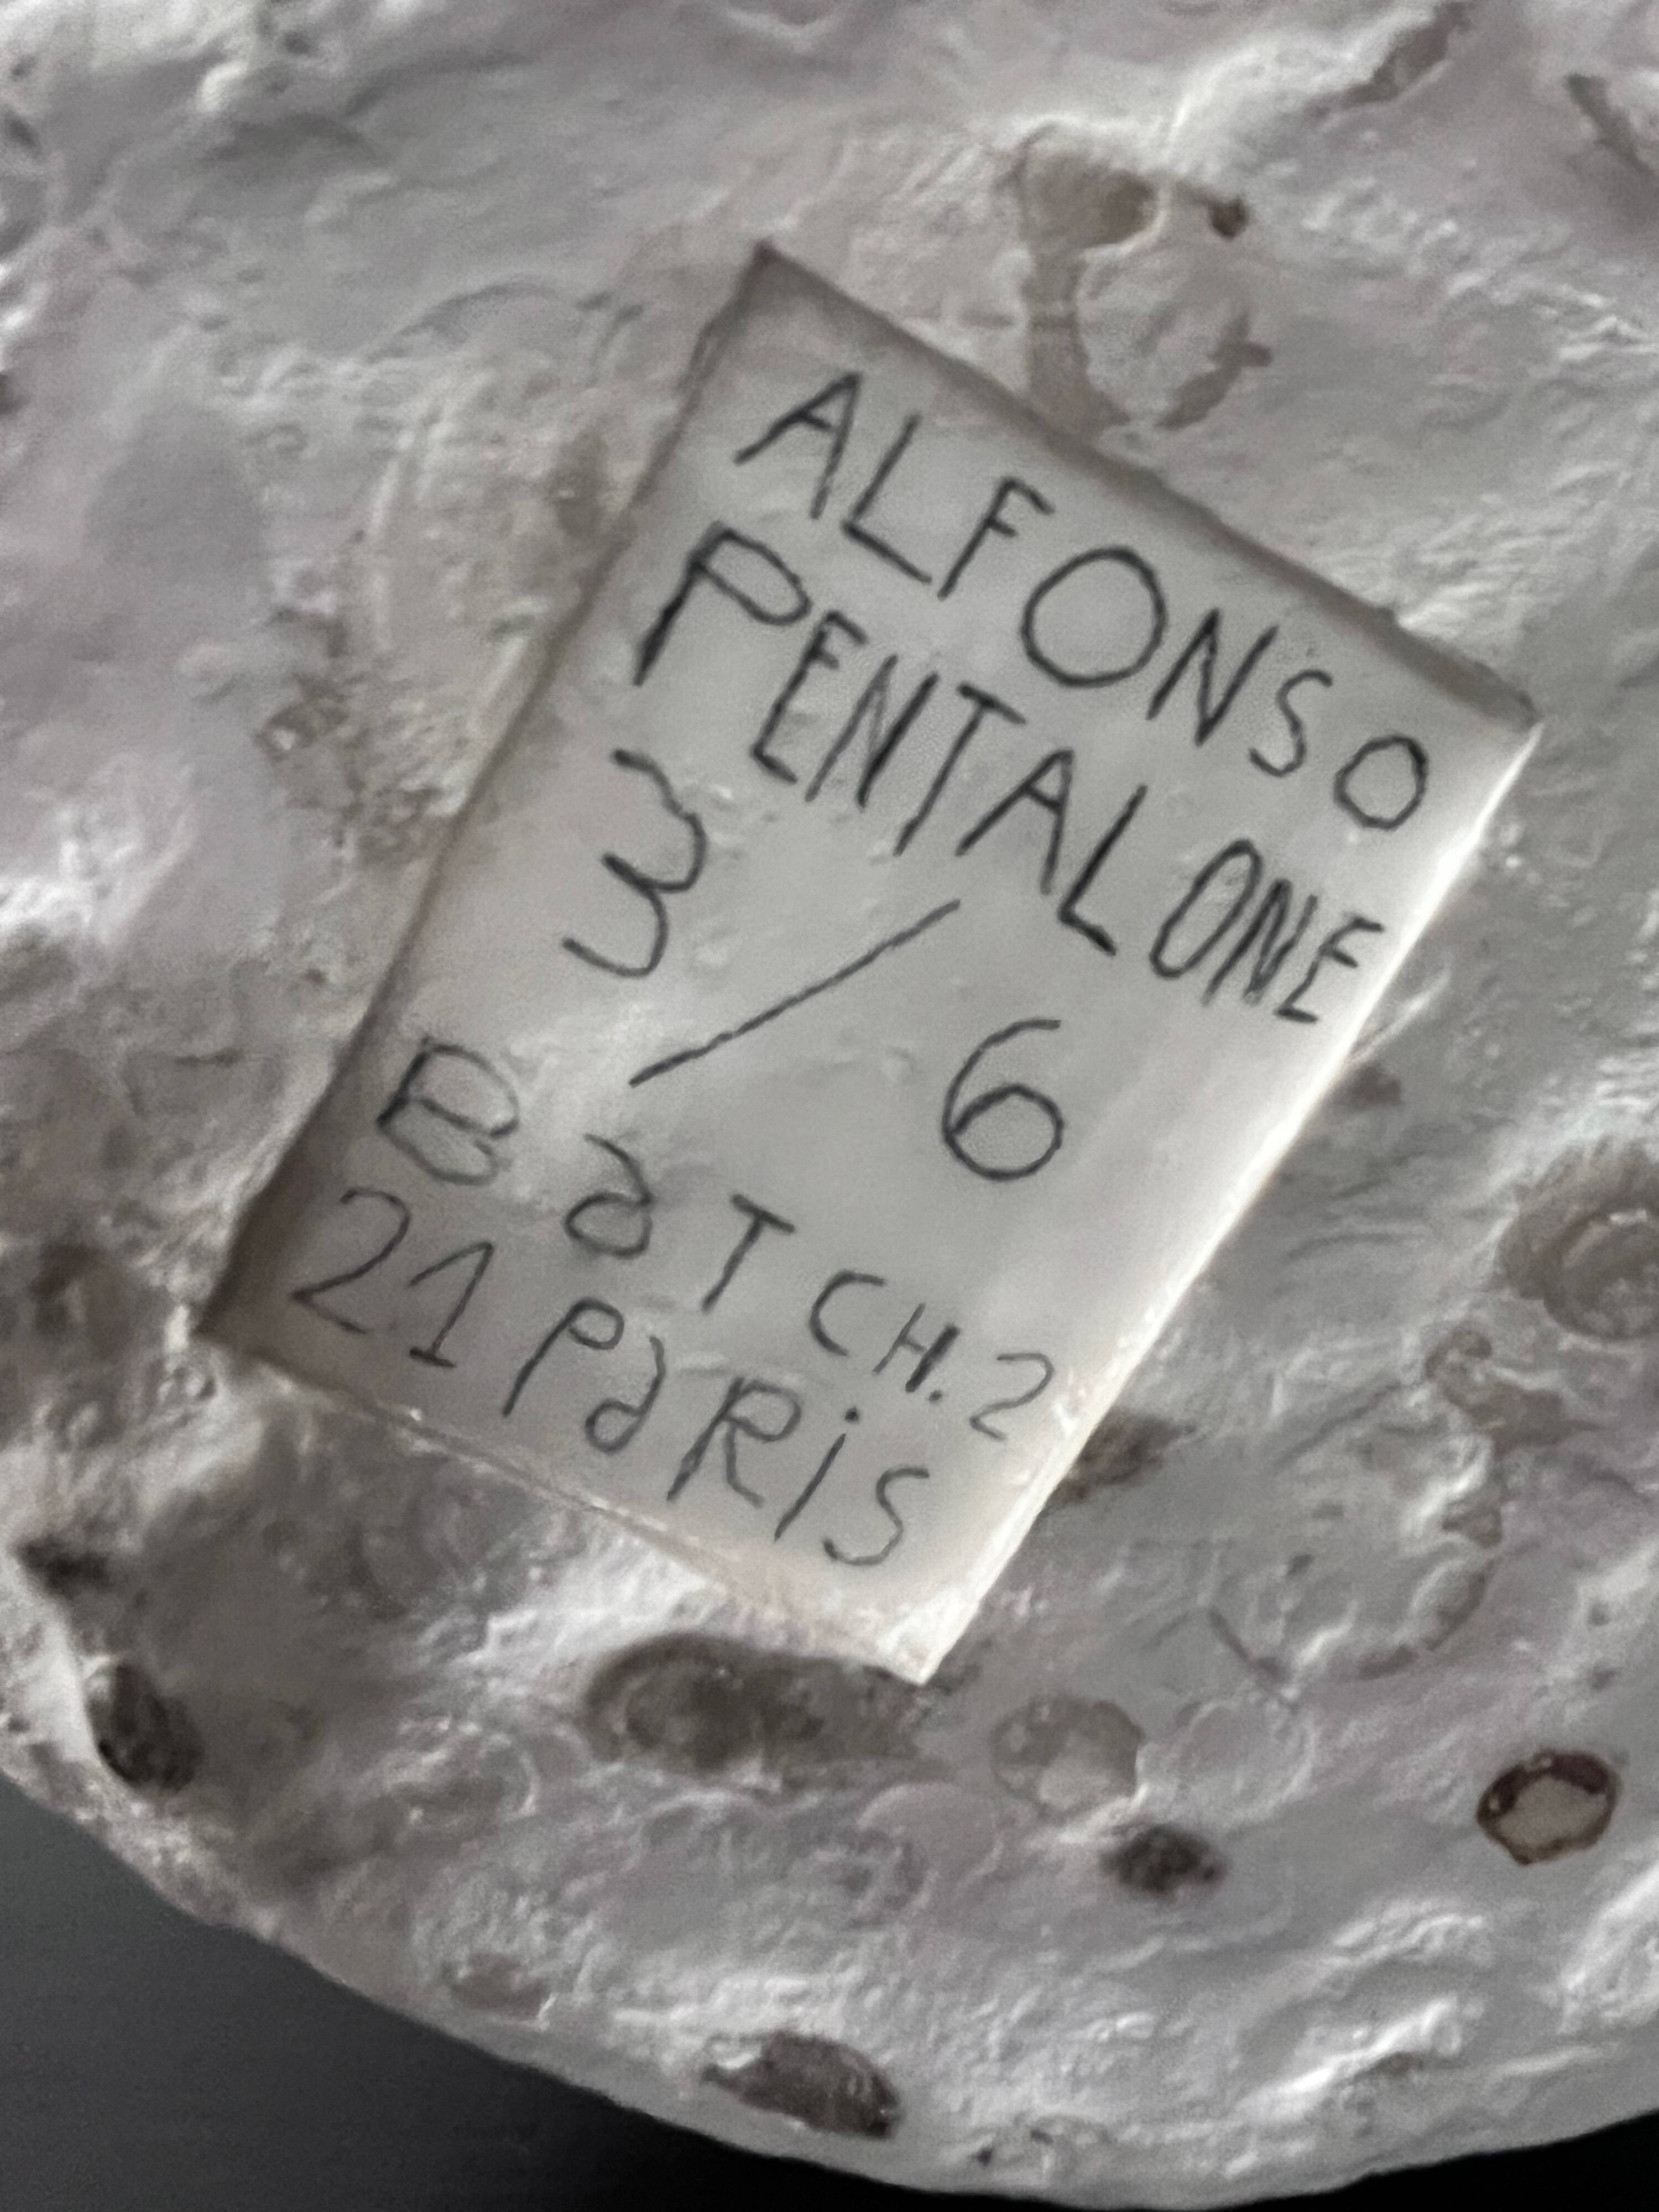 ALFONSO
PENTALONE
3/6
BaTCH.2
21 PaRiS